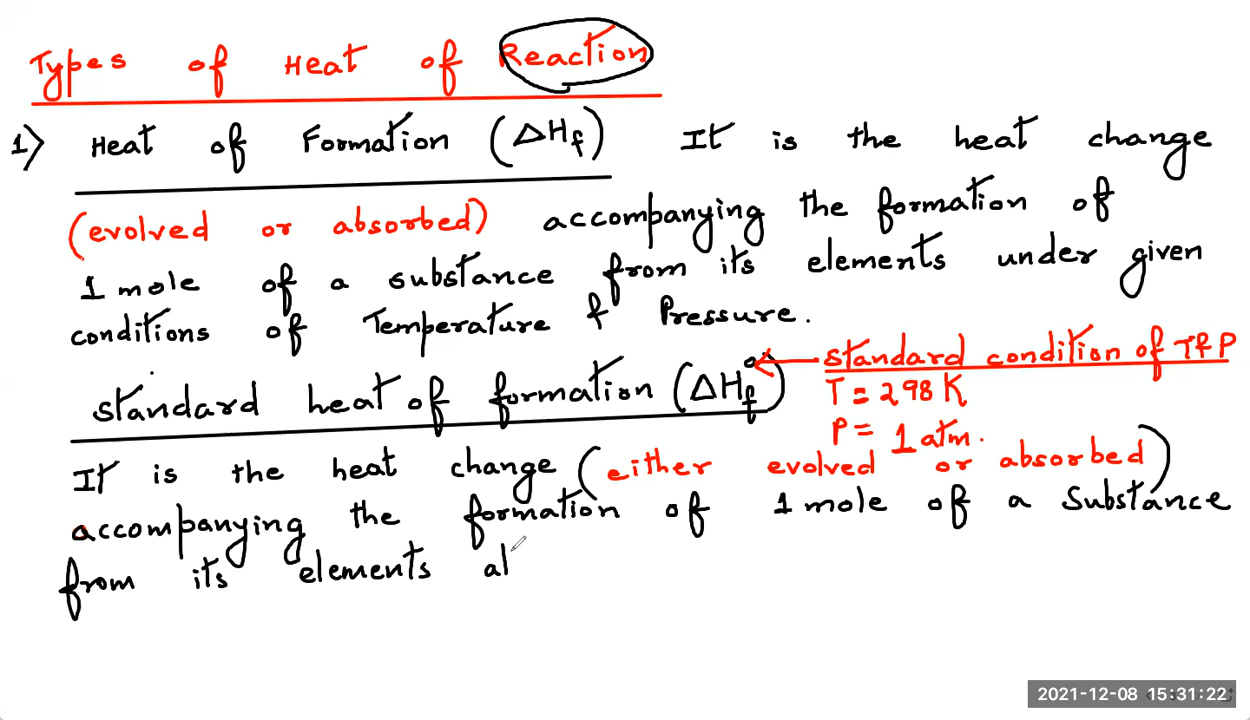 Types of Heat of Reaction
1) Heat of Formation (ΔHf) It is the heat change
(evolved or absorbed) accompanying the formation of
1 mole of a substance from its elements under given
conditions of Temperature & Pressure.
standard heat of formation (ΔHf°) ← standard condition of T&P
T = 298 K
P = 1 atm.
It is the heat change (either evolved or absorbed)
accompanying the formation of 1 mole of a Substance
from its elements al
2021-12-08 15:31:22